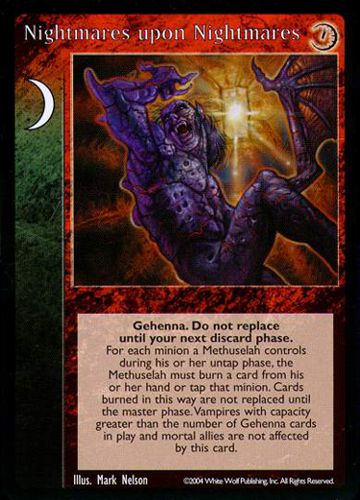 Nightmares upon Nightmares
Gehenna. Do not replace
until your next discard phase.
For each minion a Methuselah controls
during his or her untap phase, the
Methuselah must burn a card from his
or her hand or tap that minion. Cards
burned in this way are not replaced until
the master phase. Vampires with capacity
greater than the number of Gehenna cards
in play and mortal allies are not affected
by this card.
Illus. Mark Nelson
©2004 White Wolf Publishing, Inc. All Rights Reserved.